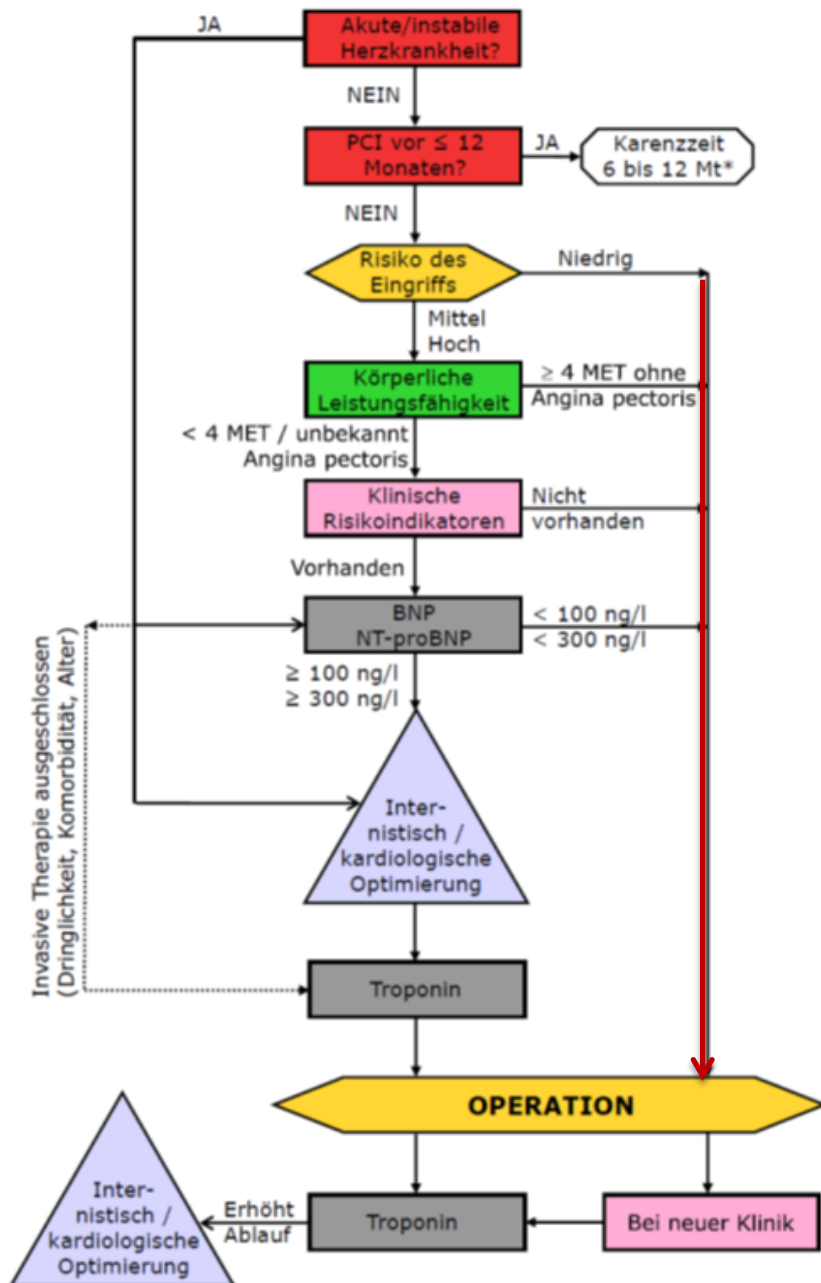 JA
Akute/instabile
Herzkrankheit?
NEIN
PCI vor ≤ 12
Monaten?
JA
Karenzzeit
6 bis 12 Mt*
NEIN
Risiko des
Eingriffs
Niedrig
Mittel
Hoch
Körperliche
Leistungsfähigkeit
≥ 4 MET ohne
Angina pectoris
< 4 MET / unbekannt
Angina pectoris
Klinische
Risikoindikatoren
Nicht
vorhanden
Vorhanden
BNP
NT-proBNP
< 100 ng/l
< 300 ng/l
≥ 100 ng/l
≥ 300 ng/l
Invasive Therapie ausgeschlossen
(Dringlichkeit, Komorbidität, Alter)
Inter-
nistisch /
kardiologische
Optimierung
Troponin
OPERATION
Inter-
nistisch /
kardiologische
Optimierung
Erhöht
Ablauf
Troponin
Bei neuer Klinik